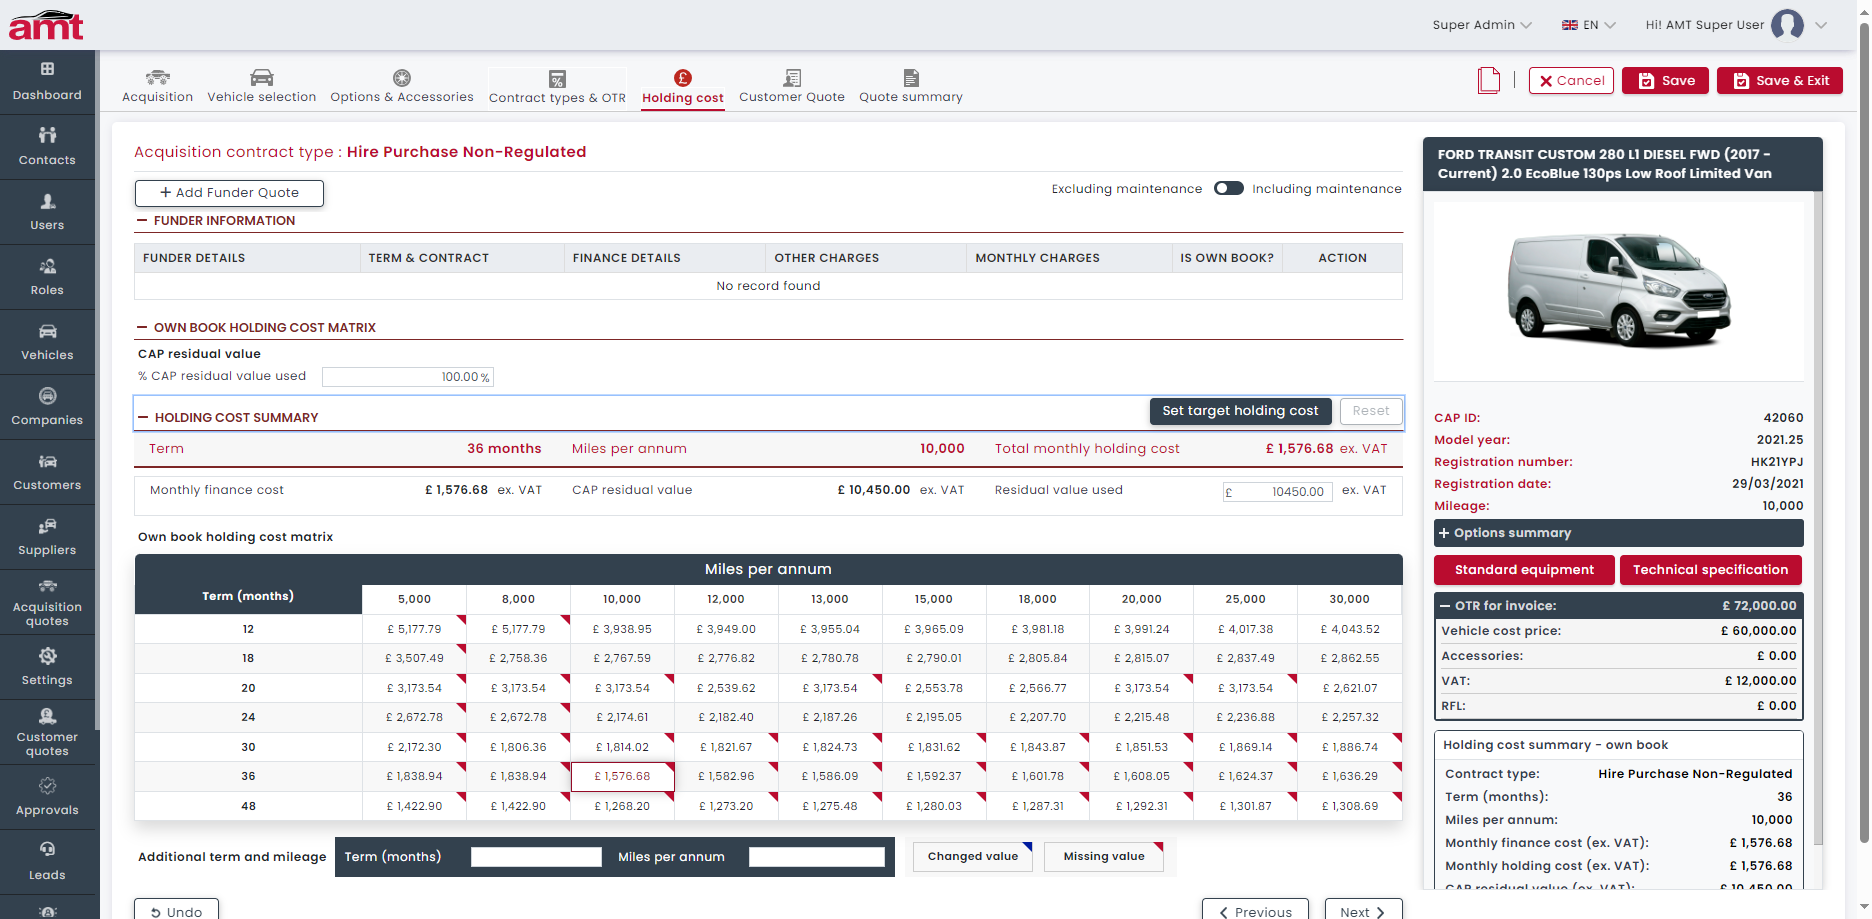 amt
Super Admin
EN
Hi! AMT Super User
Dashboard
Contacts
Users
Roles
Vehicles
Companies
Customers
Suppliers
Acquisition
quotes
Settings
Customer
quotes
Approvals
Leads
Acquisition
Vehicle selection
Options & Accessories
Contract types & OTR
Holding cost
Customer Quote
Quote summary
Cancel
Save
Save & Exit
Acquisition contract type : Hire Purchase Non-Regulated
+ Add Funder Quote
Excluding maintenance
Including maintenance
FUNDER INFORMATION
FUNDER DETAILS TERM & CONTRACT FINANCE DETAILS OTHER CHARGES MONTHLY CHARGES IS OWN BOOK? ACTION
No record found
OWN BOOK HOLDING COST MATRIX
CAP residual value
% CAP residual value used 100.00 %
HOLDING COST SUMMARY
Set target holding cost
Reset
Term 36 months Miles per annum 10,000 Total monthly holding cost £ 1,576.68 ex. VAT
Monthly finance cost £ 1,576.68 ex. VAT CAP residual value £ 10,450.00 ex. VAT Residual value used £ 10450.00 ex. VAT
Own book holding cost matrix
Miles per annum
Term (months) 5,000 8,000 10,000 12,000 13,000 15,000 18,000 20,000 25,000 30,000
12 £ 5,177.79 £ 5,177.79 £ 3,938.95 £ 3,949.00 £ 3,955.04 £ 3,965.09 £ 3,981.18 £ 3,991.24 £ 4,017.38 £ 4,043.52
18 £ 3,507.49 £ 2,758.36 £ 2,767.59 £ 2,776.82 £ 2,780.78 £ 2,790.01 £ 2,805.84 £ 2,815.07 £ 2,837.49 £ 2,862.55
20 £ 3,173.54 £ 3,173.54 £ 3,173.54 £ 2,539.62 £ 3,173.54 £ 2,553.78 £ 2,566.77 £ 3,173.54 £ 3,173.54 £ 2,621.07
24 £ 2,672.78 £ 2,672.78 £ 2,174.61 £ 2,182.40 £ 2,187.26 £ 2,195.05 £ 2,207.70 £ 2,215.48 £ 2,236.88 £ 2,257.32
30 £ 2,172.30 £ 1,806.36 £ 1,814.02 £ 1,821.67 £ 1,824.73 £ 1,831.62 £ 1,843.87 £ 1,851.53 £ 1,869.14 £ 1,886.74
36 £ 1,838.94 £ 1,838.94 £ 1,576.68 £ 1,582.96 £ 1,586.09 £ 1,592.37 £ 1,601.78 £ 1,608.05 £ 1,624.37 £ 1,636.29
48 £ 1,422.90 £ 1,422.90 £ 1,268.20 £ 1,273.20 £ 1,275.48 £ 1,280.03 £ 1,287.31 £ 1,292.31 £ 1,301.87 £ 1,308.69
Additional term and mileage Term (months) Miles per annum Changed value Missing value
Undo
Previous
Next
FORD TRANSIT CUSTOM 280 L1 DIESEL FWD (2017 -
Current) 2.0 EcoBlue 130ps Low Roof Limited Van
CAP ID: 42060
Model year: 2021.25
Registration number: HK21YPJ
Registration date: 29/03/2021
Mileage: 10,000
+ Options summary
Standard equipment
Technical specification
OTR for invoice: £ 72,000.00
Vehicle cost price: £ 60,000.00
Accessories: £ 0.00
VAT: £ 12,000.00
RFL: £ 0.00
Holding cost summary - own book
Contract type: Hire Purchase Non-Regulated
Term (months): 36
Miles per annum: 10,000
Monthly finance cost (ex. VAT): £ 1,576.68
Monthly holding cost (ex. VAT): £ 1,576.68
CAP residual value (ex. VAT): £ 10,450.00